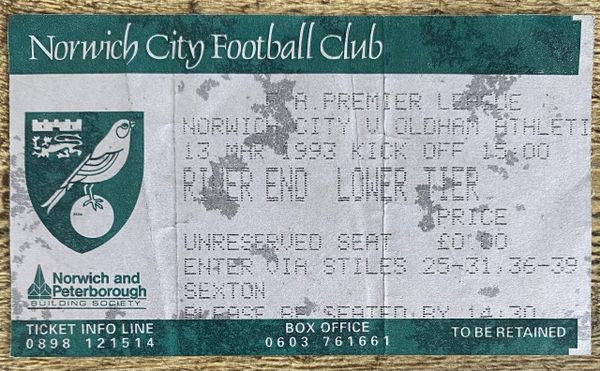 Norwich City Football Club
F.A.PREMIER LEAGUE
NORWICH CITY V OLDHAM ATHLETI
13 MAR 1993 KICK OFF 15:00
RIVER END LOWER TIER
PRICE
UNRESERVED SEAT £0.00
ENTER VIA STILES 25-31,36-39
SEXTON
PLEASE BE SEATED BY 14:30
Norwich and
Peterborough
BUILDING SOCIETY
TICKET INFO LINE
0898 121514
BOX OFFICE
0603 761661
TO BE RETAINED